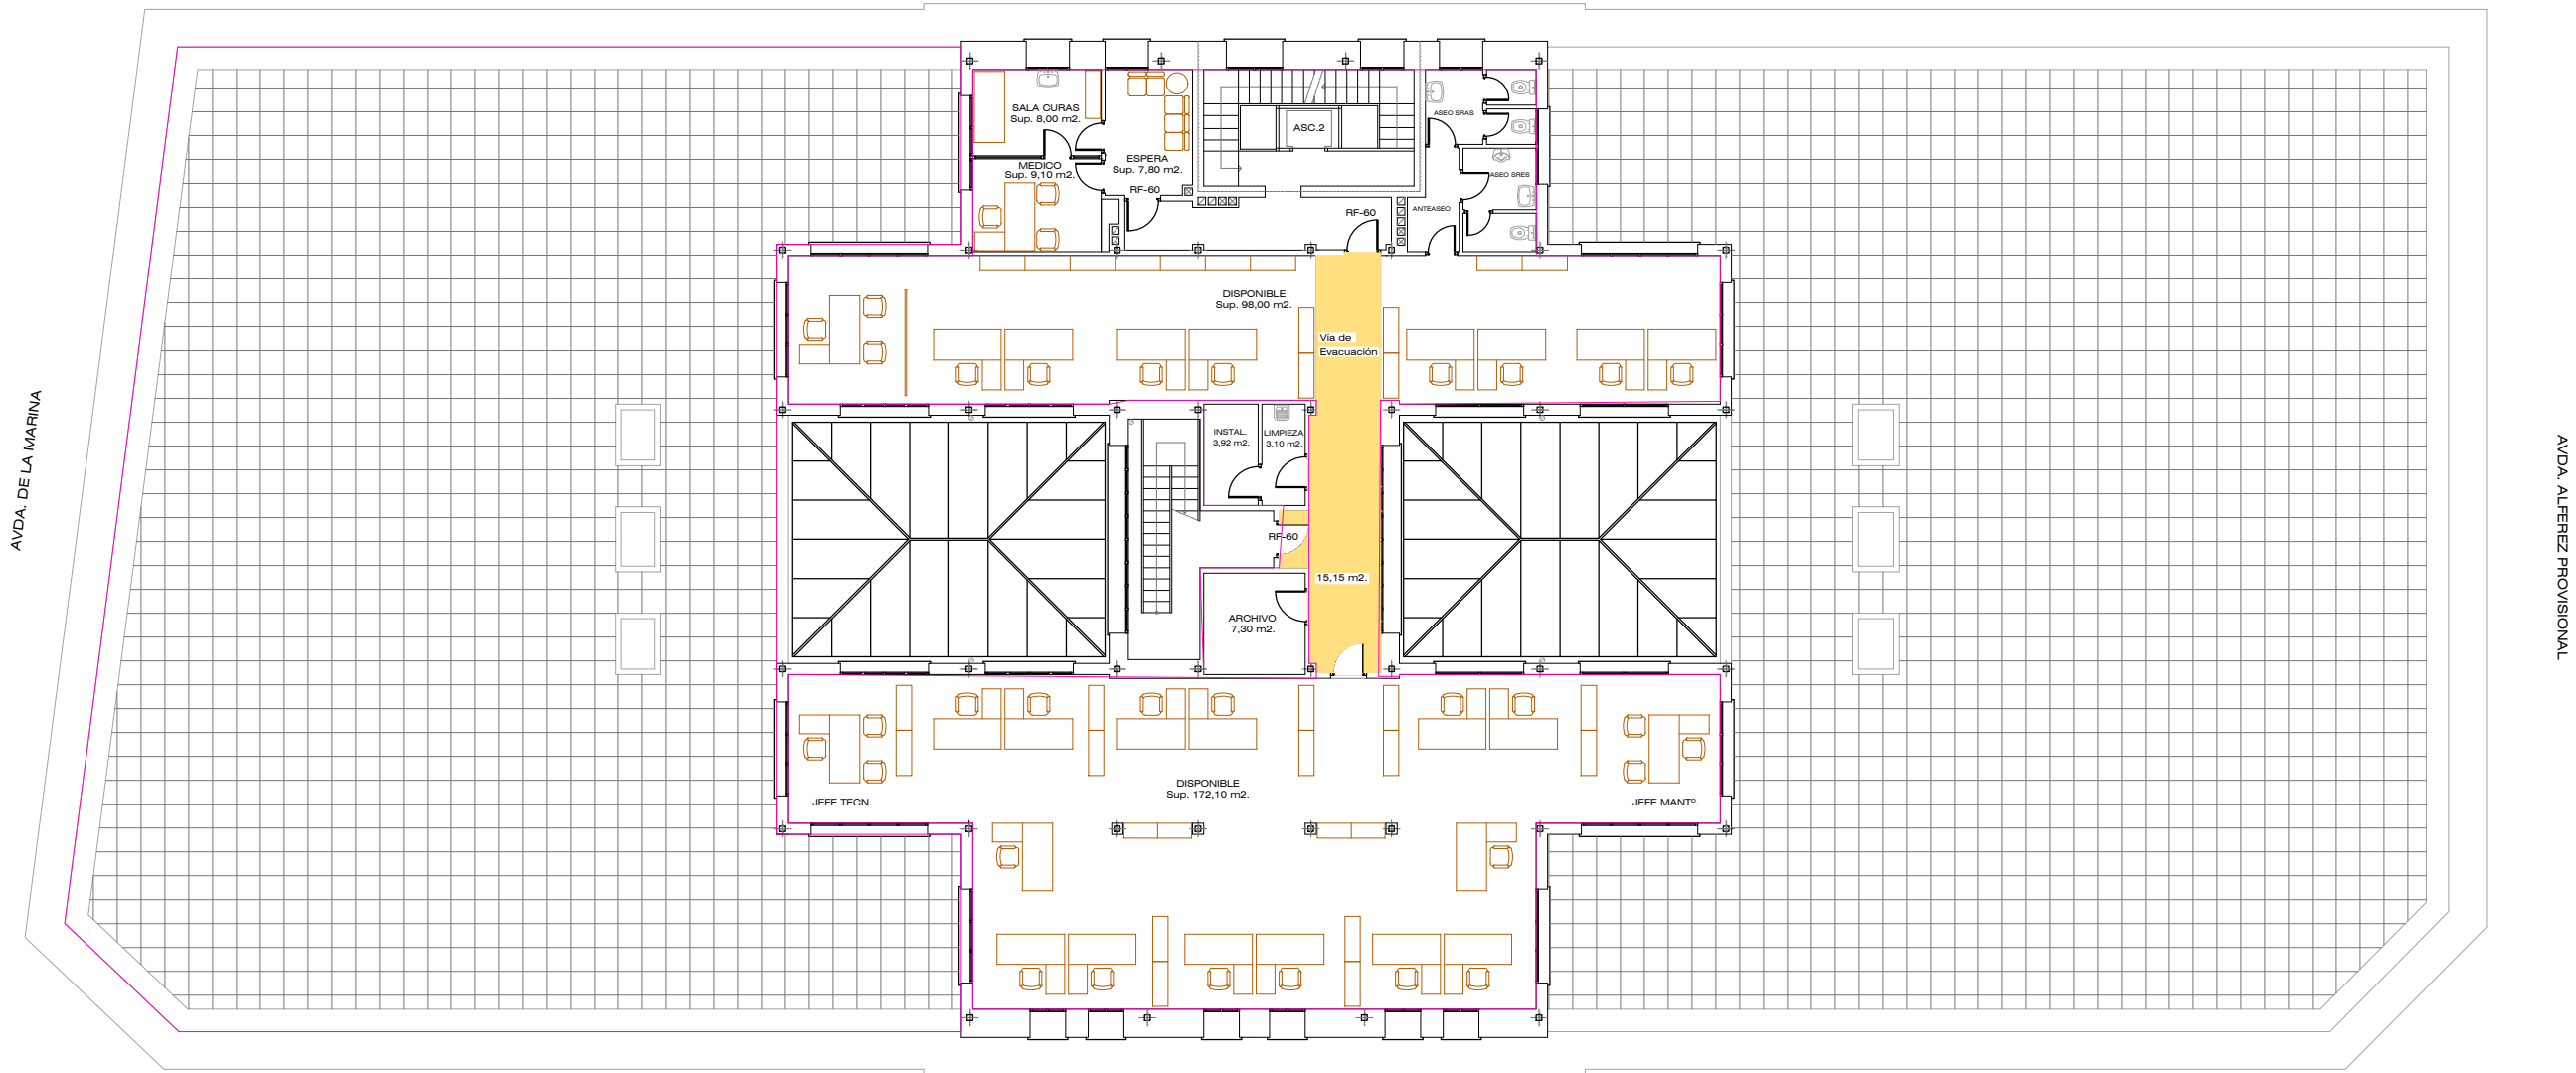 SALA CURAS
Sup. 8,00 m2.
MEDICO
Sup. 9,10 m2.
ESPERA
Sup. 7,80 m2.
RF-60
ASC.2
ASEO SRAS
ASEO SRES
ANTEASEO
RF-60
DISPONIBLE
Sup. 98,00 m2.
Vía de
Evacuación
AVDA. DE LA MARINA
AVDA. ALFEREZ PROVISIONAL
INSTAL.
3,92 m2.
LIMPIEZA
3,10 m2.
RF-60
15,15 m2.
ARCHIVO
7,30 m2.
DISPONIBLE
Sup. 172,10 m2.
JEFE TECN.
JEFE MANTº.